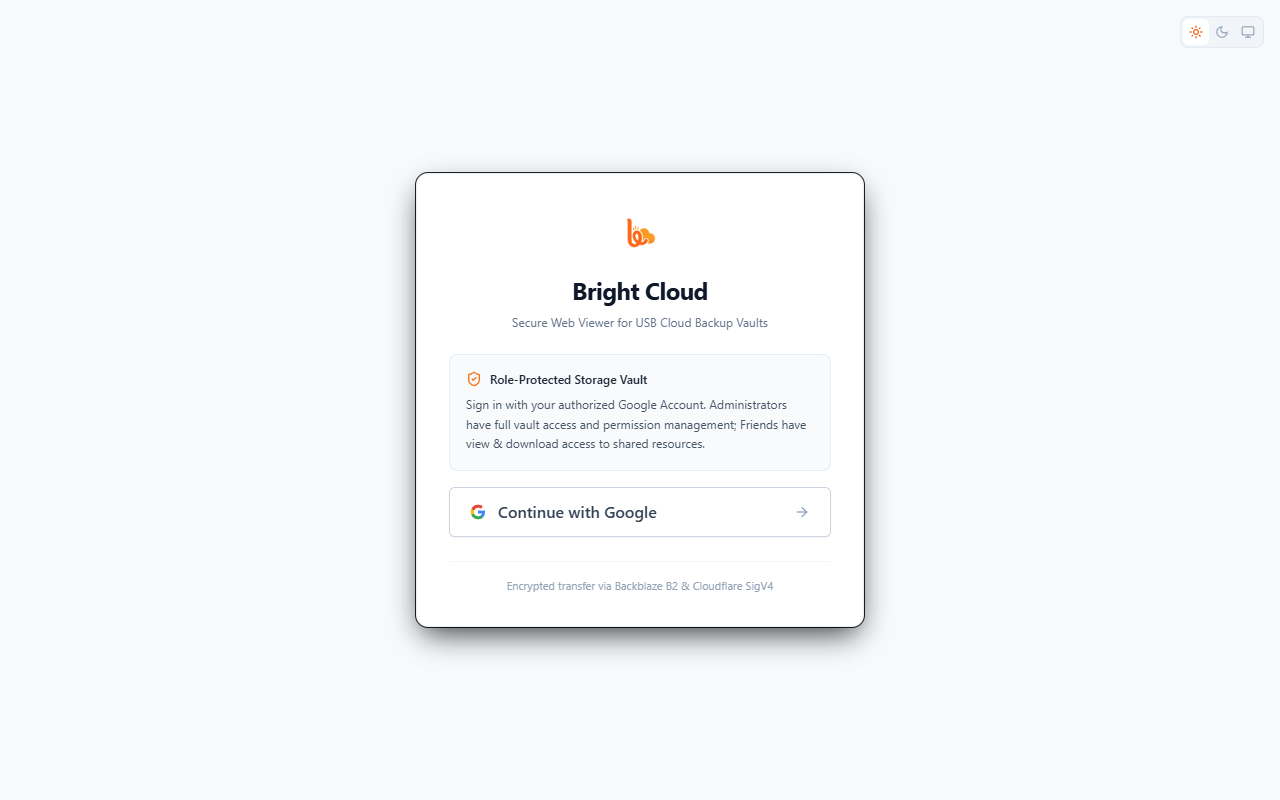 Bright Cloud
Secure Web Viewer for USB Cloud Backup Vaults
Role-Protected Storage Vault
Sign in with your authorized Google Account. Administrators
have full vault access and permission management; Friends have
view & download access to shared resources.
Continue with Google
Encrypted transfer via Backblaze B2 & Cloudflare SigV4